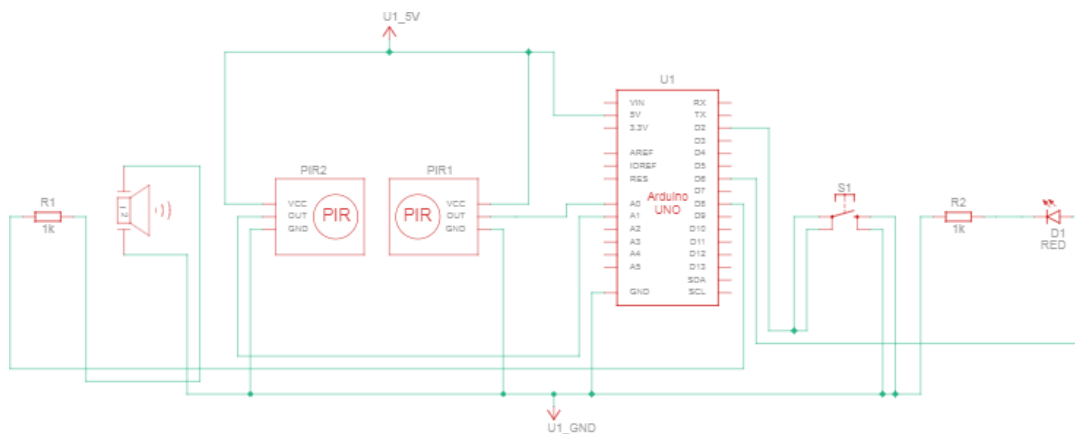 U1_5V
U1
VIN
5V
3.3V
AREF
IOREF
RES
A0
A1
A2
A3
A4
A5
GND
Arduino
UNO
RX
TX
D2
D3
D4
D5
D6
D7
D8
D9
D10
D11
D12
D13
SDA
SCL
PIR2
VCC
OUT
GND
PIR
PIR1
PIR
VCC
OUT
GND
R1
1k
1 2
S1
R2
1k
D1
RED
U1_GND